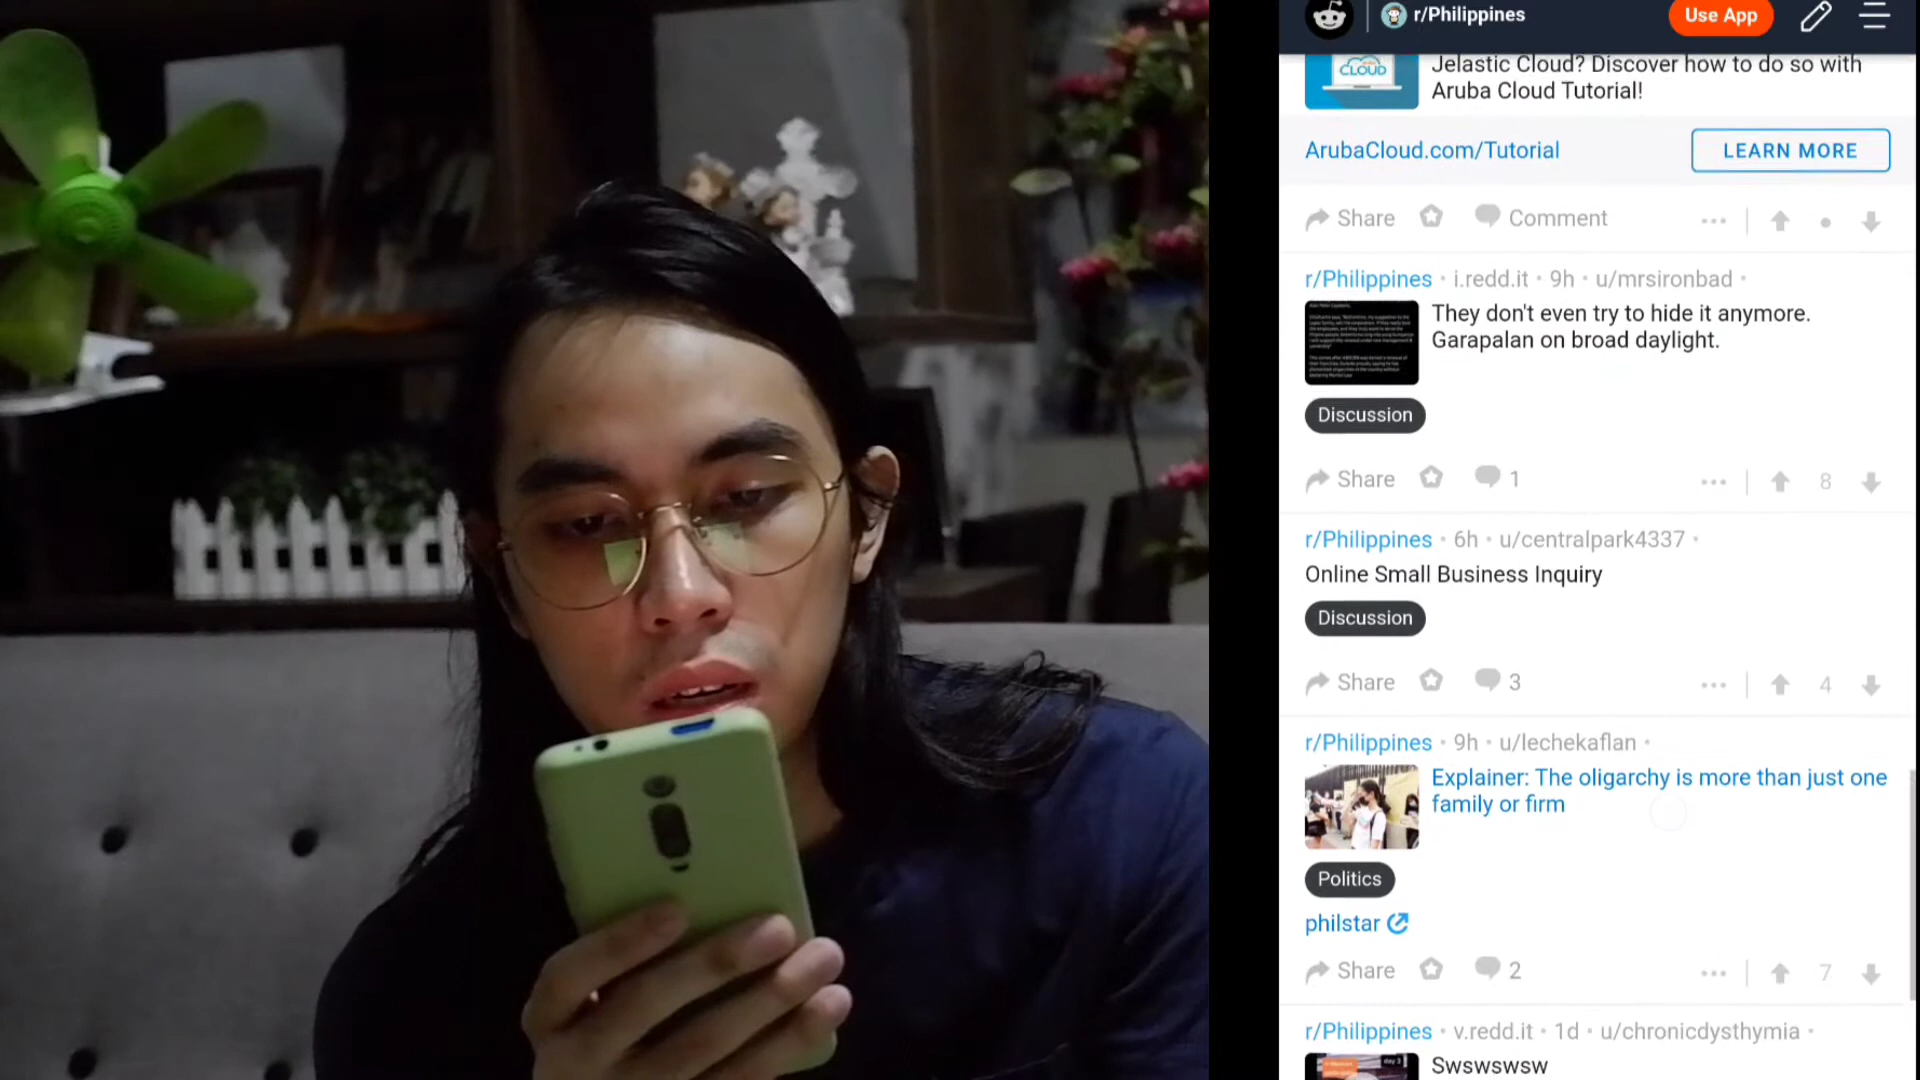 r/Philippines
Use App
CLOUD
Jelastic Cloud? Discover how to do so with
Aruba Cloud Tutorial!
ArubaCloud.com/Tutorial
LEARN MORE
Share
Comment
r/Philippines • i.redd.it • 9h • u/mrsironbad •
They don't even try to hide it anymore.
Garapalan on broad daylight.
Discussion
Share
1
8
r/Philippines • 6h • u/centralpark4337 •
Online Small Business Inquiry
Discussion
Share
3
4
r/Philippines • 9h • u/lechekaflan •
Explainer: The oligarchy is more than just one
family or firm
Politics
philstar
Share
2
7
r/Philippines • v.redd.it • 1d • u/chronicdysthymia •
day 3
Swswswsw